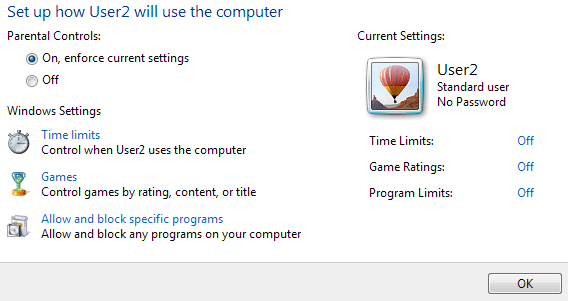 Set up how User2 will use the computer
Parental Controls:
On, enforce current settings
Off
Windows Settings
Time limits
Control when User2 uses the computer
Games
Control games by rating, content, or title
Allow and block specific programs
Allow and block any programs on your computer
Current Settings:
User2
Standard user
No Password
Time Limits: Off
Game Ratings: Off
Program Limits: Off
OK